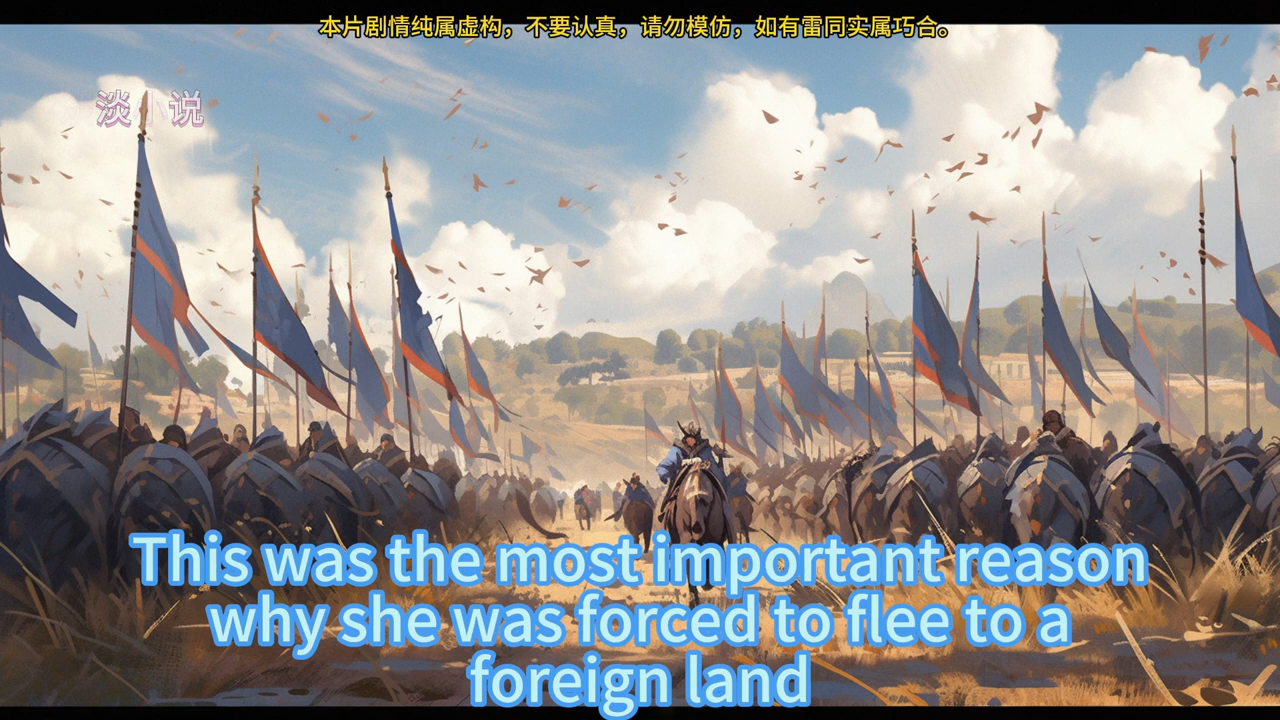 本片剧情纯属虚构，不要认真，请勿模仿，如有雷同实属巧合。
淡小说
This was the most important reason
why she was forced to flee to a
foreign land